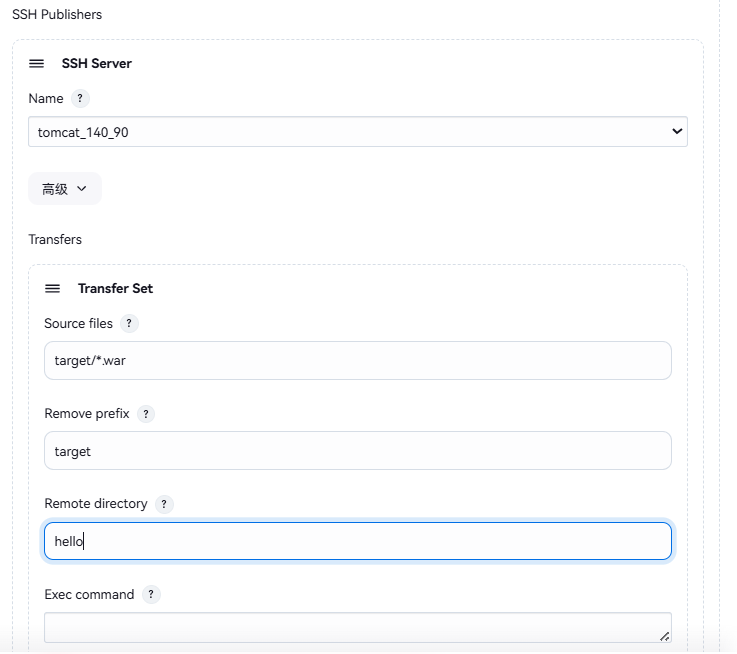 SSH Publishers
SSH Server
Name ?
tomcat_140_90
高级
Transfers
Transfer Set
Source files ?
target/*.war
Remove prefix ?
target
Remote directory ?
hello
Exec command ?